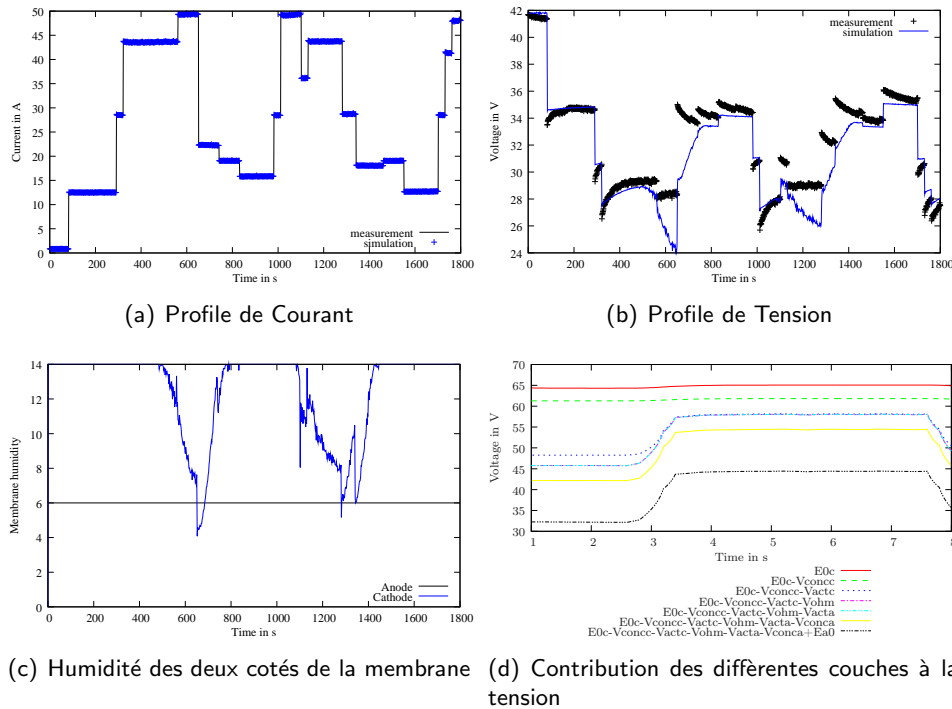 50
45
40
35
30
25
20
15
10
5
0
Current in A
measurement
simulation
0 200 400 600 800 1000 1200 1400 1600 1800
Time in s
(a) Profile de Courant
42
40
38
36
34
32
30
28
26
24
Voltage in V
measurement
simulation
0 200 400 600 800 1000 1200 1400 1600 1800
Time in s
(b) Profile de Tension
14
12
10
8
6
4
2
0
Membrane humidity
Anode
Cathode
0 200 400 600 800 1000 1200 1400 1600 1800
Time in s
(c) Humidité des deux cotés de la membrane
70
65
60
55
50
45
40
35
30
Voltage in V
1 2 3 4 5 6 7 8
Time in s
E0c
E0c-Vconcc
E0c-Vconcc-Vactc
E0c-Vconcc-Vactc-Vohm
E0c-Vconcc-Vactc-Vohm-Vacta
E0c-Vconcc-Vactc-Vohm-Vacta-Vconca
E0c-Vconcc-Vactc-Vohm-Vacta-Vconca+Ea0
(d) Contribution des diffèrentes couches à la
tension